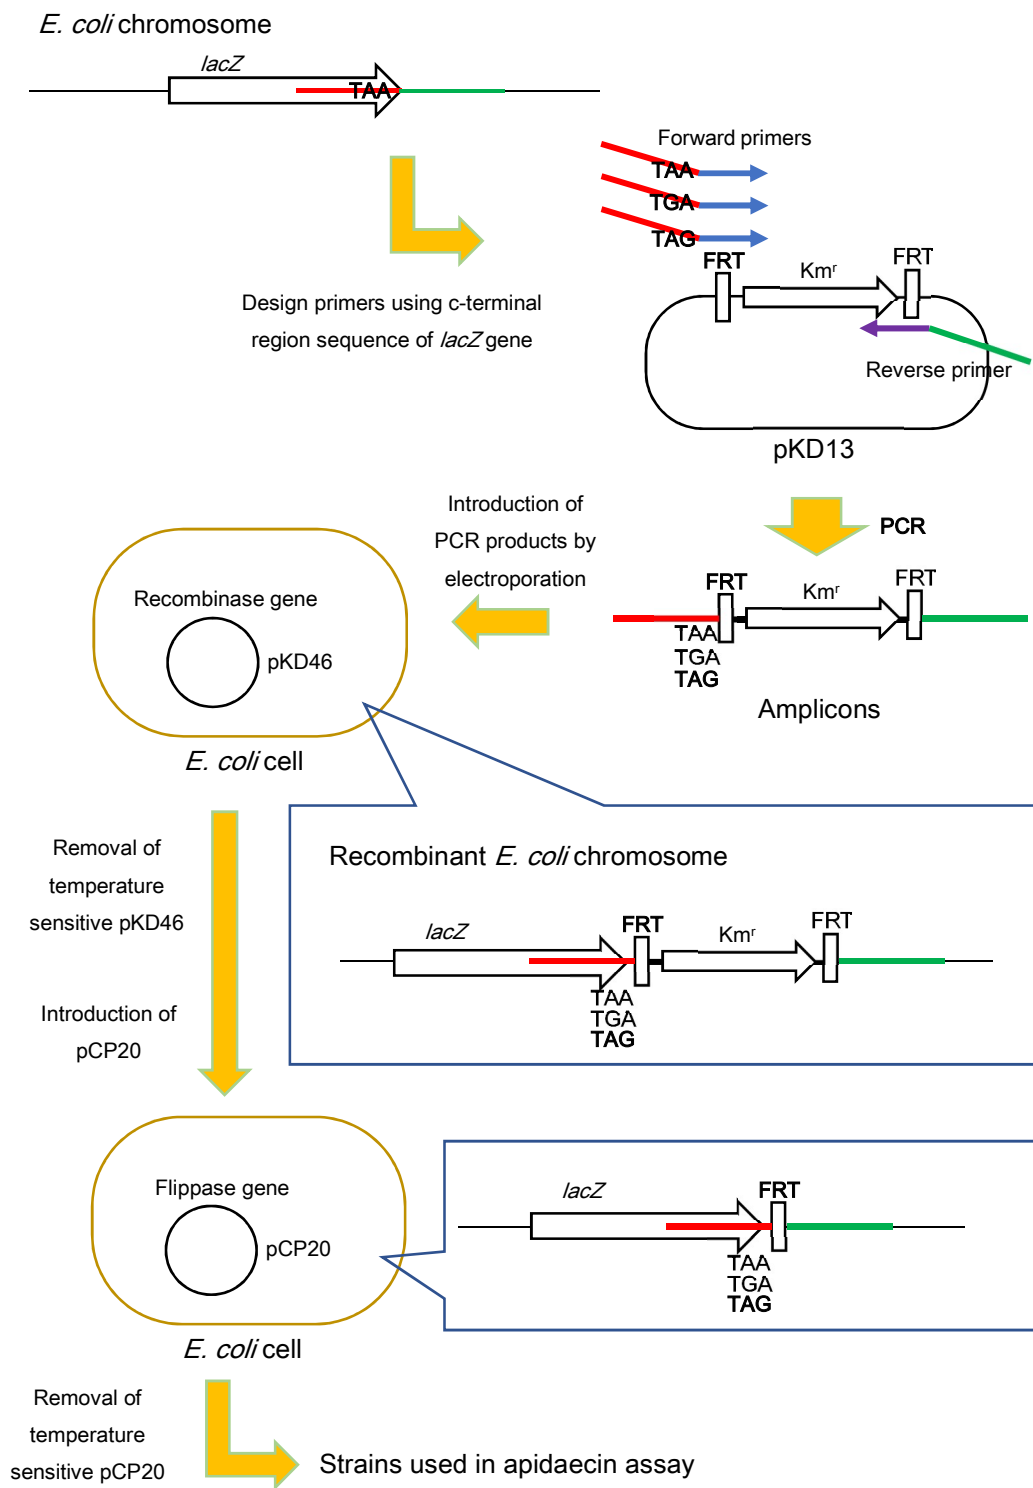 E. coli chromosome
lacZ
TAA
Forward primers
TAA
TGA
TAG
Design primers using c-terminal
region sequence of lacZ gene
FRT
Kmʳ
FRT
Reverse primer
pKD13
PCR
Introduction of
PCR products by
electroporation
FRT
Kmʳ
FRT
TAA
TGA
TAG
Amplicons
Recombinase gene
pKD46
E. coli cell
Removal of
temperature
sensitive pKD46
Introduction of
pCP20
Recombinant E. coli chromosome
lacZ
FRT
Kmʳ
FRT
TAA
TGA
TAG
Flippase gene
pCP20
E. coli cell
lacZ
FRT
TAA
TGA
TAG
Removal of
temperature
sensitive pCP20
Strains used in apidaecin assay